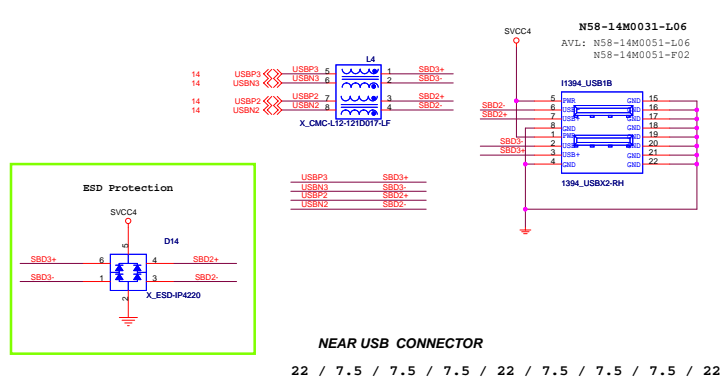 N58-14M0031-L06
SVCC4
AVL: N58-14M0051-L06
N58-14M0051-F02
L4
14 USBP3 USBP3 5 1 SBD3+ SBD3+
14 USBN3 USBN3 6 2 SBD3- SBD3-
14 USBP2 USBP2 7 3 SBD2+ SBD2+
14 USBN2 USBN2 8 4 SBD2- SBD2-
X_CMC-L12-121D017-LF
I1394_USB1B
5 PWR GND 15
SBD2- 6 USB- GND 16
SBD2+ 7 USB+ GND 17
8 GND GND 18
1 PWR GND 19
SBD3- 2 USB- GND 20
SBD3+ 3 USB+ GND 21
4 GND GND 22
1394_USBX2-RH
USBP3 SBD3+
USBN3 SBD3-
USBP2 SBD2+
USBN2 SBD2-
ESD Protection
SVCC4
5
D14
SBD3+ 6 4 SBD2+
SBD3- 1 3 SBD2-
2
X_ESD-IP4220
NEAR USB CONNECTOR
22 / 7.5 / 7.5 / 7.5 / 22 / 7.5 / 7.5 / 7.5 / 22